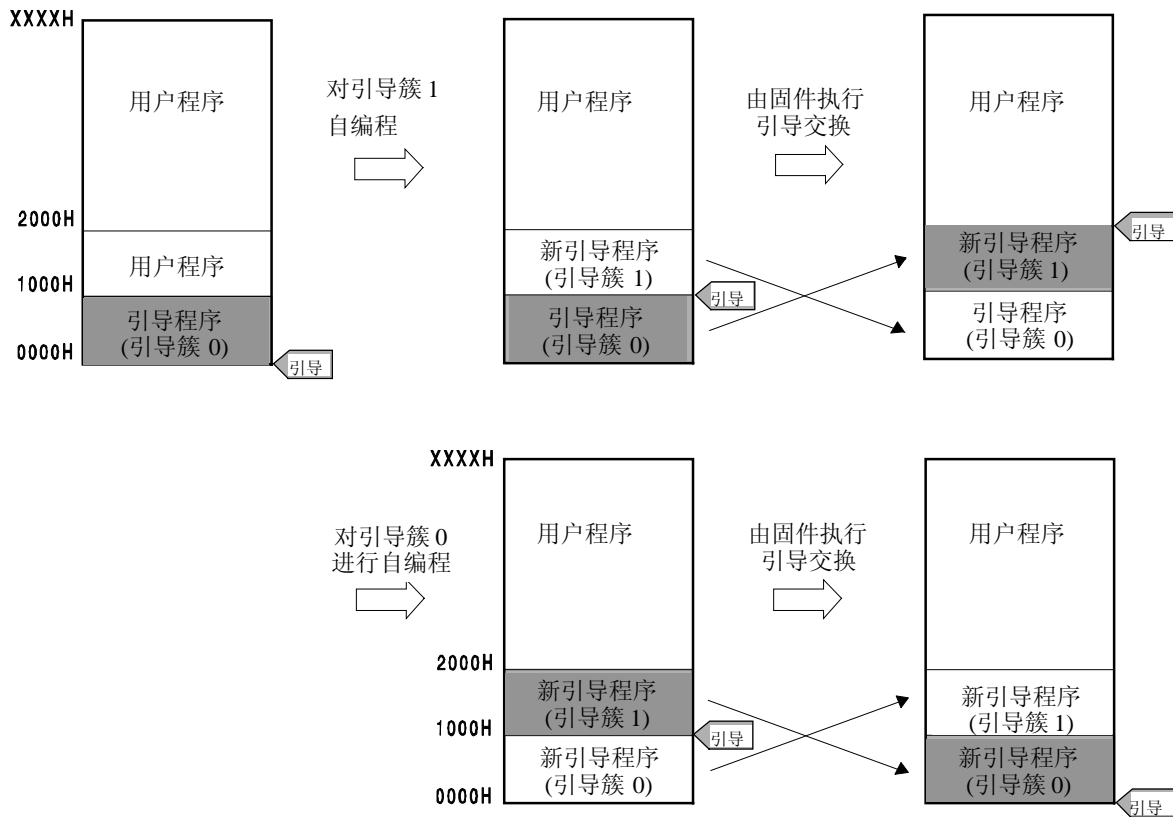 XXXXH
用户程序
2000H
用户程序
1000H
引导程序
(引导簇 0)
0000H
引导
对引导簇 1
自编程
用户程序
新引导程序
(引导簇 1)
引导
引导程序
(引导簇 0)
由固件执行
引导交换
用户程序
引导
新引导程序
(引导簇 1)
引导程序
(引导簇 0)
对引导簇 0
进行自编程
XXXXH
用户程序
2000H
新引导程序
(引导簇 1)
1000H
引导
新引导程序
(引导簇 0)
0000H
由固件执行
引导交换
用户程序
新引导程序
(引导簇 1)
新引导程序
(引导簇 0)
引导